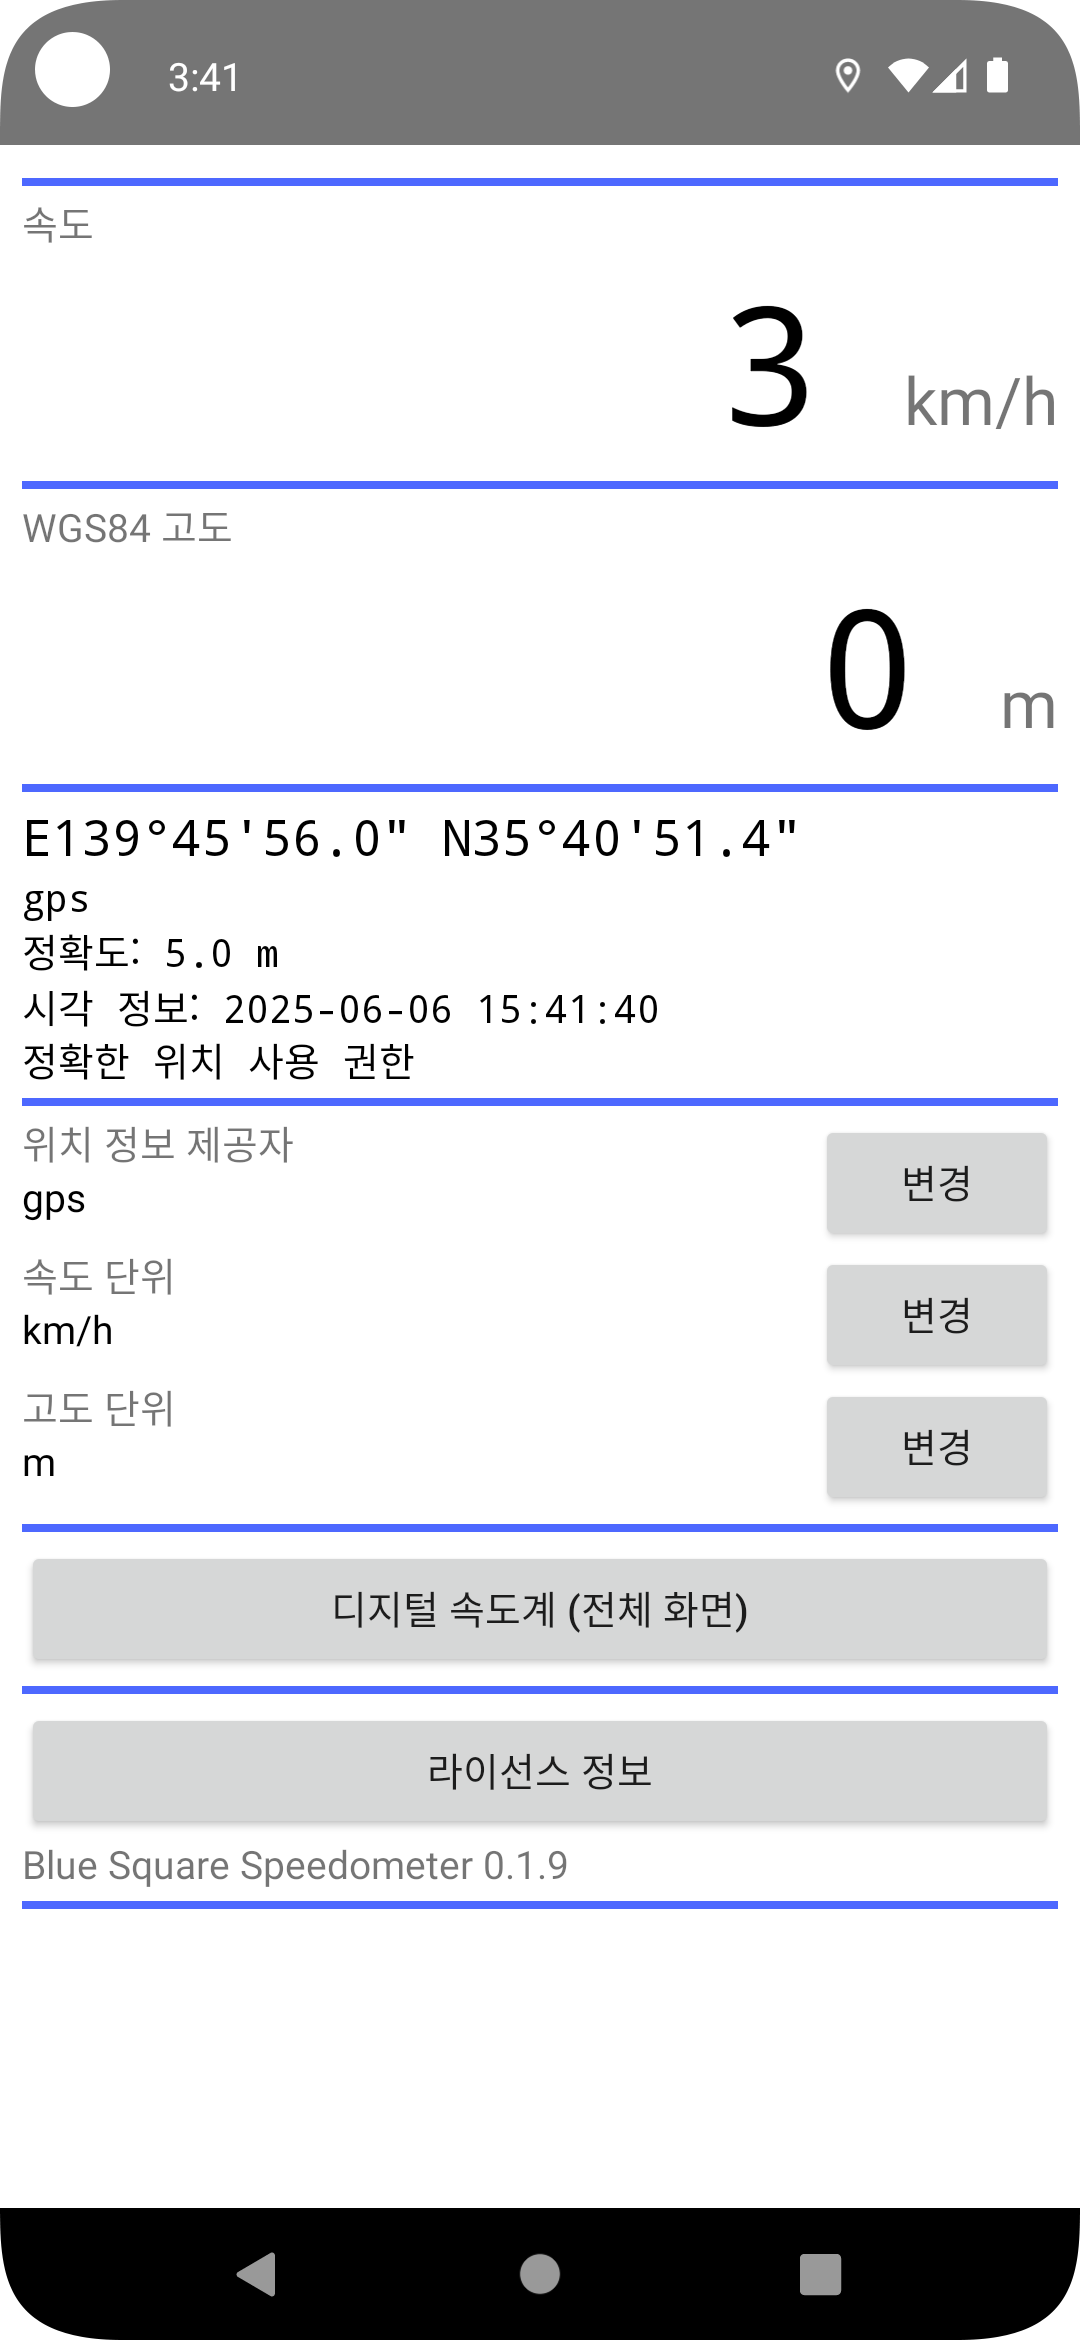 3:41
속도
3 km/h
WGS84 고도
0 m
E139°45'56.0" N35°40'51.4"
gps
정확도: 5.0 m
시각 정보: 2025-06-06 15:41:40
정확한 위치 사용 권한
위치 정보 제공자
gps
변경
속도 단위
km/h
변경
고도 단위
m
변경
디지털 속도계 (전체 화면)
라이선스 정보
Blue Square Speedometer 0.1.9